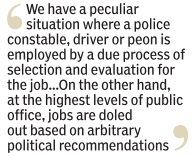 ‘We have a peculiar
situation where a police
constable, driver or peon is
employed by a due process of
selection and evaluation for
the job...On the other hand,
at the highest levels of public
office, jobs are doled
out based on arbitrary
political recommendations’